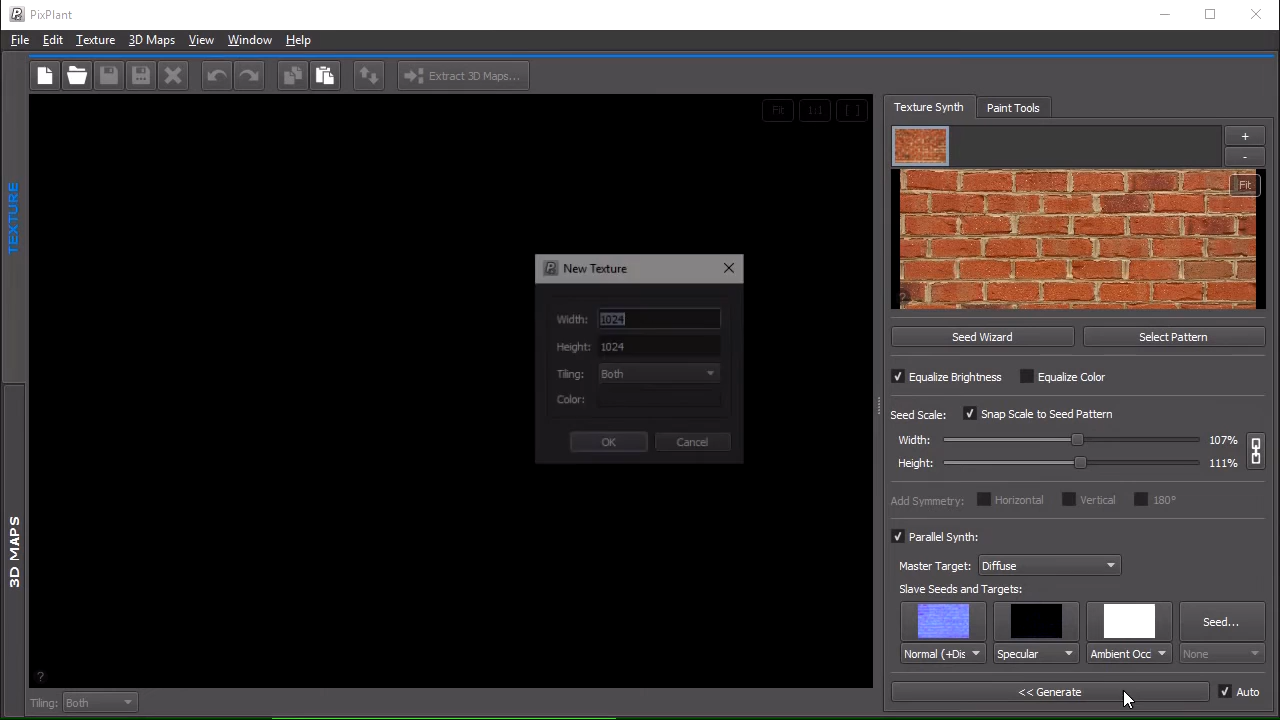 PixPlant
File Edit Texture 3D Maps View Window Help
Extract 3D Maps...
Fit 1:1 [ ]
TEXTURE
3D MAPS
New Texture
Width: 1024
Height: 1024
Tiling: Both
Color:
OK Cancel
?
Tiling: Both
Texture Synth Paint Tools
+
-
Fit
?
Seed Wizard Select Pattern
Equalize Brightness Equalize Color
Seed Scale: Snap Scale to Seed Pattern
Width: 107%
Height: 111%
Add Symmetry: Horizontal Vertical 180°
Parallel Synth:
Master Target: Diffuse
Slave Seeds and Targets:
Seed...
Normal (+Dis Specular Ambient Occ None
<< Generate Auto